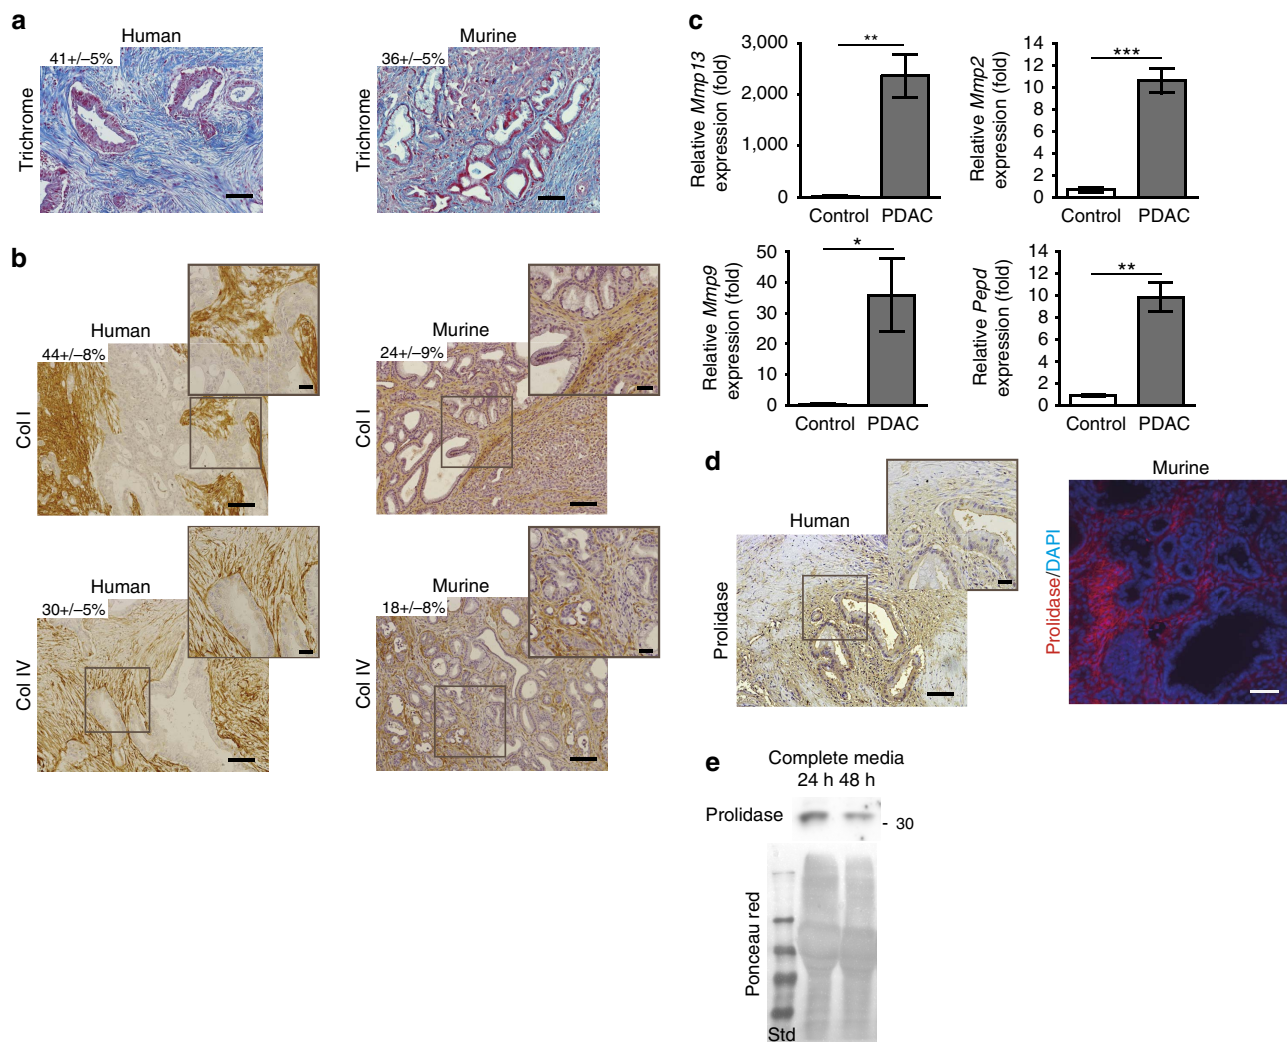 a
Human
41+/–5%
Trichrome
Murine
36+/–5%
Trichrome
b
Human
44+/–8%
Col I
Murine
24+/–9%
Col I
Human
30+/–5%
Col IV
Murine
18+/–8%
Col IV
c
Relative Mmp13
expression (fold)
3,000
2,000
1,000
0
**
Control PDAC
Relative Mmp2
expression (fold)
14
12
10
8
6
4
2
0
***
Control PDAC
Relative Mmp9
expression (fold)
50
40
30
20
10
0
*
Control PDAC
Relative Pepd
expression (fold)
14
12
10
8
6
4
2
0
**
Control PDAC
d
Human
Prolidase
Murine
Prolidase/DAPI
e
Complete media
24 h 48 h
Prolidase
- 30
Ponceau red
Std